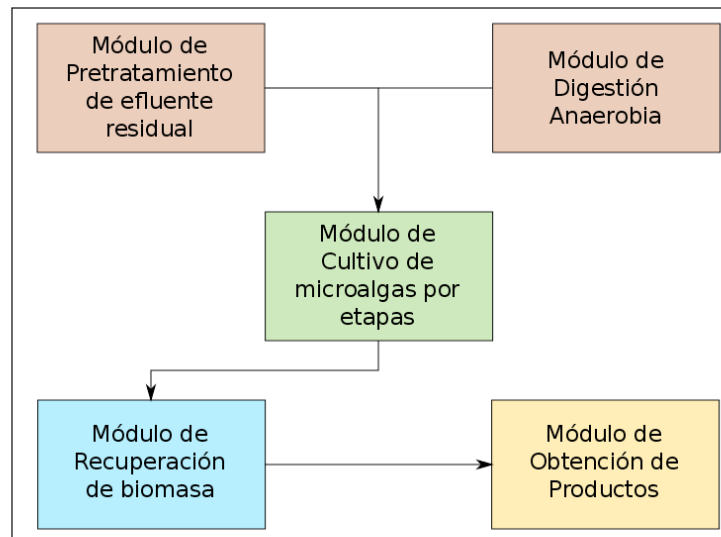 Módulo de
Pretratamiento
de efluente
residual
Módulo de
Digestión
Anaerobia
Módulo de
Cultivo de
microalgas por
etapas
Módulo de
Recuperación
de biomasa
Módulo de
Obtención de
Productos